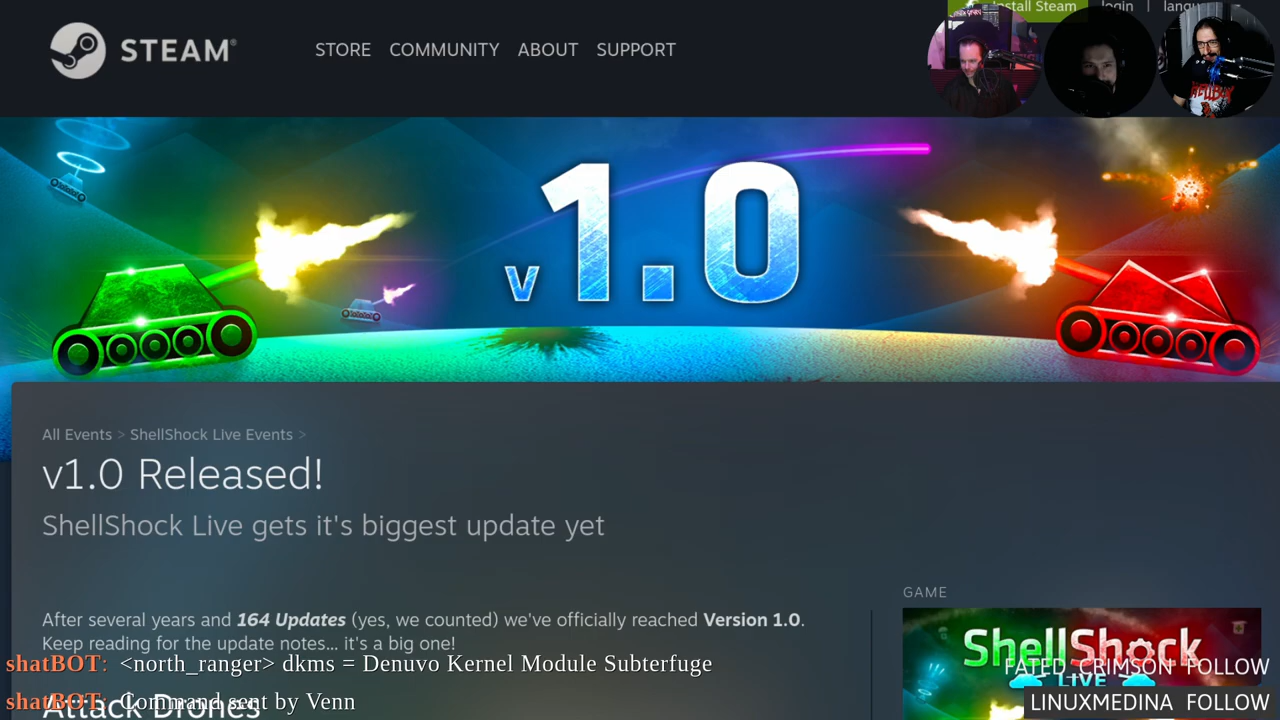 STEAM®
STORE COMMUNITY ABOUT SUPPORT
Install Steam login |
v1.0
All Events > ShellShock Live Events >
v1.0 Released!
ShellShock Live gets it's biggest update yet
After several years and 164 Updates (yes, we counted) we've officially reached Version 1.0.
Keep reading for the update notes... it's a big one!
Attack Drones
GAME
ShellShock
LIVE
shatBOT: <north_ranger> dkms = Denuvo Kernel Module Subterfuge
shatBOT: Command sent by Venn
FATED_CRIMSON FOLLOW
LINUXMEDINA FOLLOW